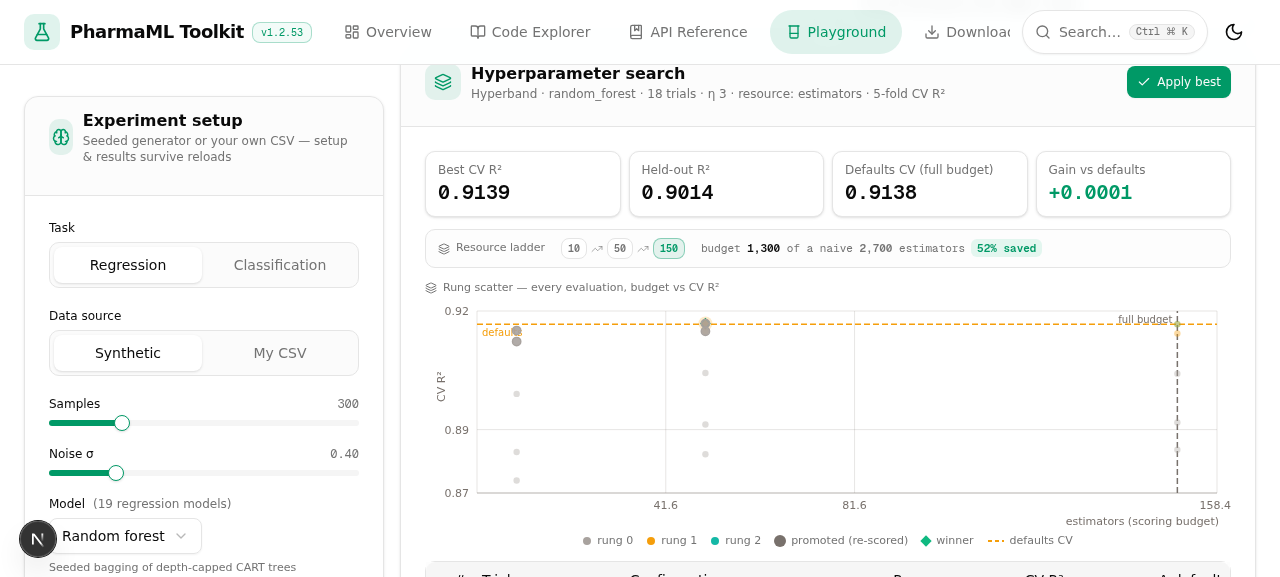 PharmaML Toolkit v1.2.53 Overview Code Explorer API Reference Playground Search... Ctrl ⌘ K
Experiment setup
Seeded generator or your own CSV — setup
& results survive reloads
Task
Regression Classification
Data source
Synthetic My CSV
Samples 300
Noise σ 0.40
Model (19 regression models)
Random forest
Seeded bagging of depth-capped CART trees
Hyperparameter search
Hyperband · random_forest · 18 trials · η 3 · resource: estimators · 5-fold CV R²
Apply best
Best CV R² Held-out R² Defaults CV (full budget) Gain vs defaults
0.9139 0.9014 0.9138 +0.0001
Resource ladder 10 50 150 budget 1,300 of a naive 2,700 estimators 52% saved
Rung scatter — every evaluation, budget vs CV R²
0.92
full budget
CV R²
0.89
0.87
41.6 81.6 158.4
estimators (scoring budget)
rung 0 rung 1 rung 2 promoted (re-scored) winner defaults CV